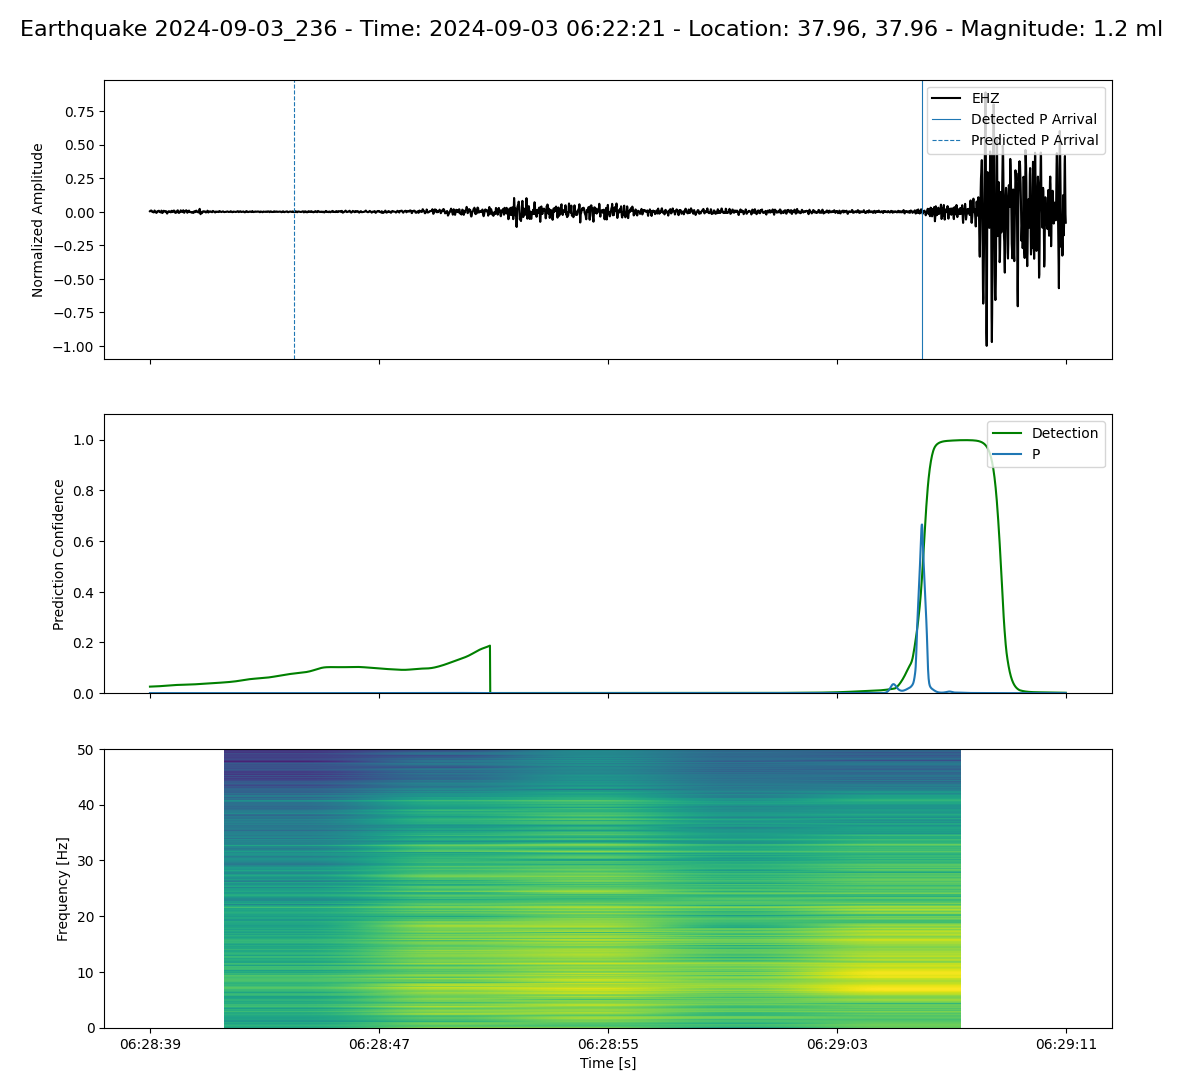 Earthquake 2024-09-03_236 - Time: 2024-09-03 06:22:21 - Location: 37.96, 37.96 - Magnitude: 1.2 ml
EHZ
Detected P Arrival
Predicted P Arrival
0.75
0.50
0.25
0.00
−0.25
−0.50
−0.75
−1.00
Normalized Amplitude
Detection
P
1.0
0.8
0.6
0.4
0.2
0.0
Prediction Confidence
50
40
30
20
10
0
Frequency [Hz]
06:28:39
06:28:47
06:28:55
06:29:03
06:29:11
Time [s]